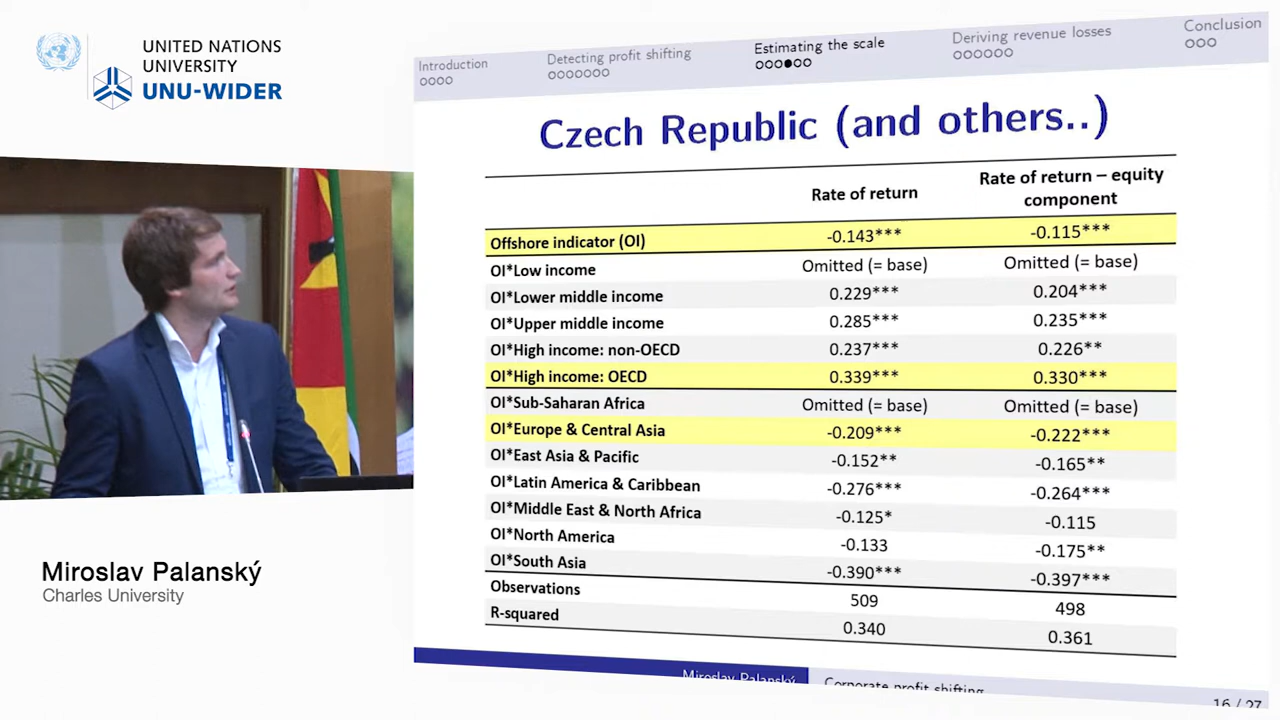 UNITED NATIONS
UNIVERSITY
UNU-WIDER
Introduction
Detecting profit shifting
Estimating the scale
Deriving revenue losses
Conclusion
Czech Republic (and others..)
Rate of return
Rate of return – equity
component
Offshore indicator (OI) -0.143*** -0.115***
OI*Low income Omitted (= base) Omitted (= base)
OI*Lower middle income 0.229*** 0.204***
OI*Upper middle income 0.285*** 0.235***
OI*High income: non-OECD 0.237*** 0.226**
OI*High income: OECD 0.339*** 0.330***
OI*Sub-Saharan Africa Omitted (= base) Omitted (= base)
OI*Europe & Central Asia -0.209*** -0.222***
OI*East Asia & Pacific -0.152** -0.165**
OI*Latin America & Caribbean -0.276*** -0.264***
OI*Middle East & North Africa -0.125* -0.115
OI*North America -0.133 -0.175**
OI*South Asia -0.390*** -0.397***
Observations 509 498
R-squared 0.340 0.361
Miroslav Palanský
Corporate profit shifting
16 / 27
Miroslav Palanský
Charles University